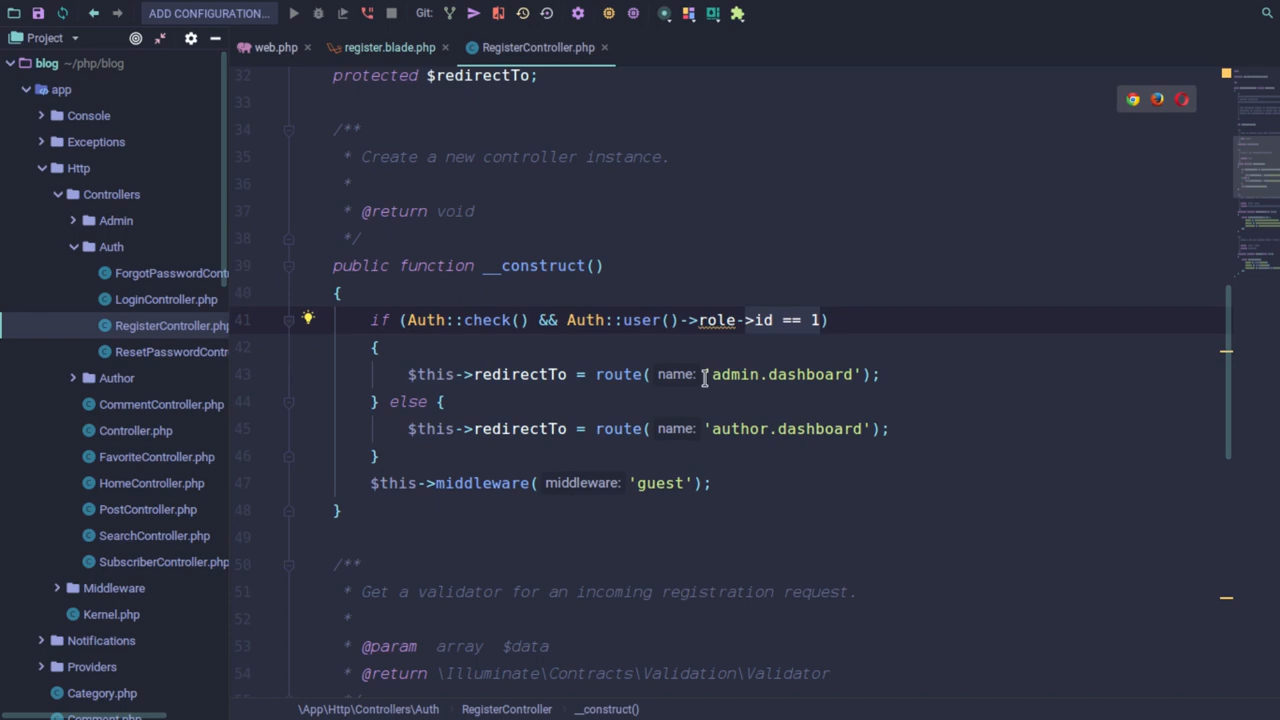 ADD CONFIGURATION... Git:
Project
web.php register.blade.php RegisterController.php
blog ~/php/blog
app
Console
Exceptions
Http
Controllers
Admin
Auth
ForgotPasswordCont
LoginController.php
RegisterController.php
ResetPasswordContr
Author
CommentController.php
Controller.php
FavoriteController.php
HomeController.php
PostController.php
SearchController.php
SubscriberController.php
Middleware
Kernel.php
Notifications
Providers
Category.php
Comment.php
32 protected $redirectTo;
33
34 /**
35 * Create a new controller instance.
36 *
37 * @return void
38 */
39 public function __construct()
40 {
41 if (Auth::check() && Auth::user()->role->id == 1)
42 {
43 $this->redirectTo = route( name: 'admin.dashboard');
44 } else {
45 $this->redirectTo = route( name: 'author.dashboard');
46 }
47 $this->middleware( middleware: 'guest');
48 }
49
50 /**
51 * Get a validator for an incoming registration request.
52 *
53 * @param array $data
54 * @return \Illuminate\Contracts\Validation\Validator
\App\Http\Controllers\Auth RegisterController __construct()